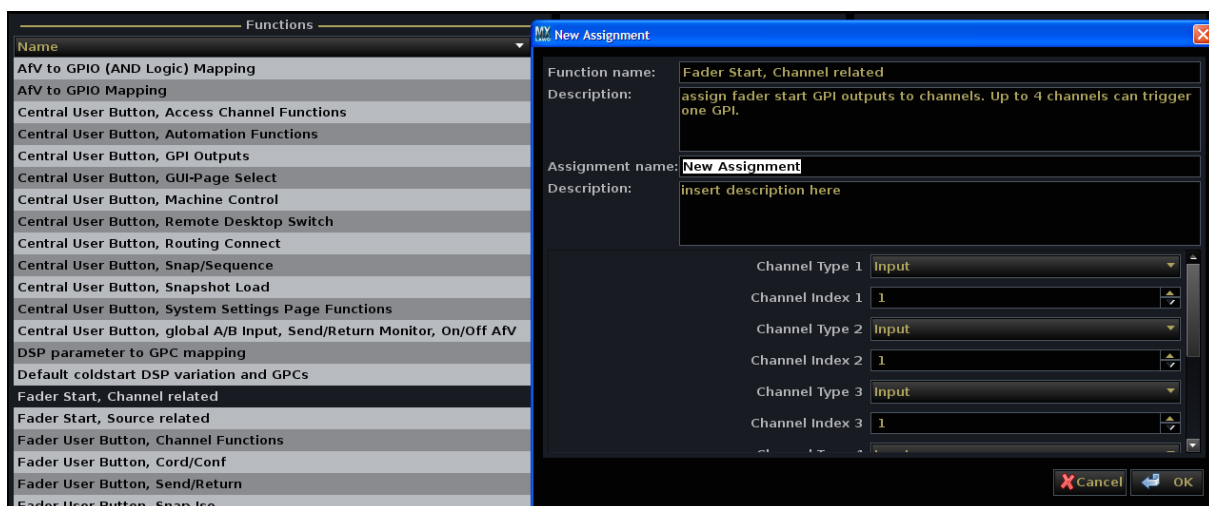 Functions
Name
AfV to GPIO (AND Logic) Mapping
AfV to GPIO Mapping
Central User Button, Access Channel Functions
Central User Button, Automation Functions
Central User Button, GPI Outputs
Central User Button, GUI-Page Select
Central User Button, Machine Control
Central User Button, Remote Desktop Switch
Central User Button, Routing Connect
Central User Button, Snap/Sequence
Central User Button, Snapshot Load
Central User Button, System Settings Page Functions
Central User Button, global A/B Input, Send/Return Monitor, On/Off AfV
DSP parameter to GPC mapping
Default coldstart DSP variation and GPCs
Fader Start, Channel related
Fader Start, Source related
Fader User Button, Channel Functions
Fader User Button, Cord/Conf
Fader User Button, Send/Return
Fader User Button, Snap Iso
New Assignment
Function name: Fader Start, Channel related
Description: assign fader start GPI outputs to channels. Up to 4 channels can trigger
one GPI.
Assignment name: New Assignment
Description: insert description here
Channel Type 1 Input
Channel Index 1 1
Channel Type 2 Input
Channel Index 2 1
Channel Type 3 Input
Channel Index 3 1
Cancel OK